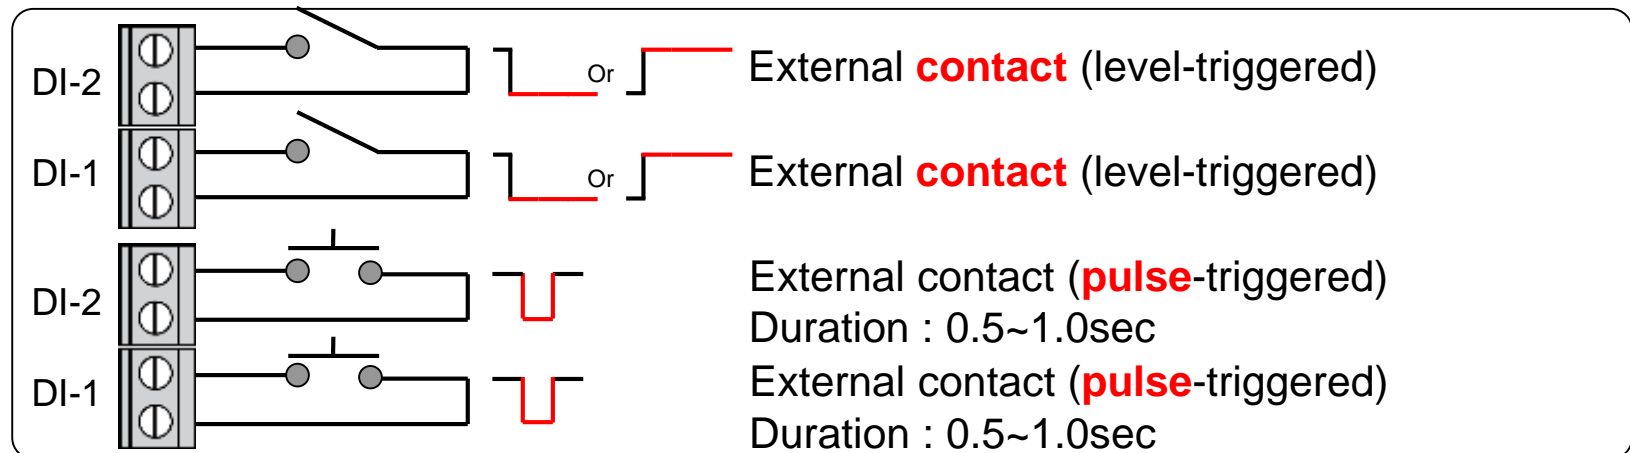 DI-2 Or External contact (level-triggered)
DI-1 Or External contact (level-triggered)
DI-2 External contact (pulse-triggered)
Duration : 0.5~1.0sec
DI-1 External contact (pulse-triggered)
Duration : 0.5~1.0sec